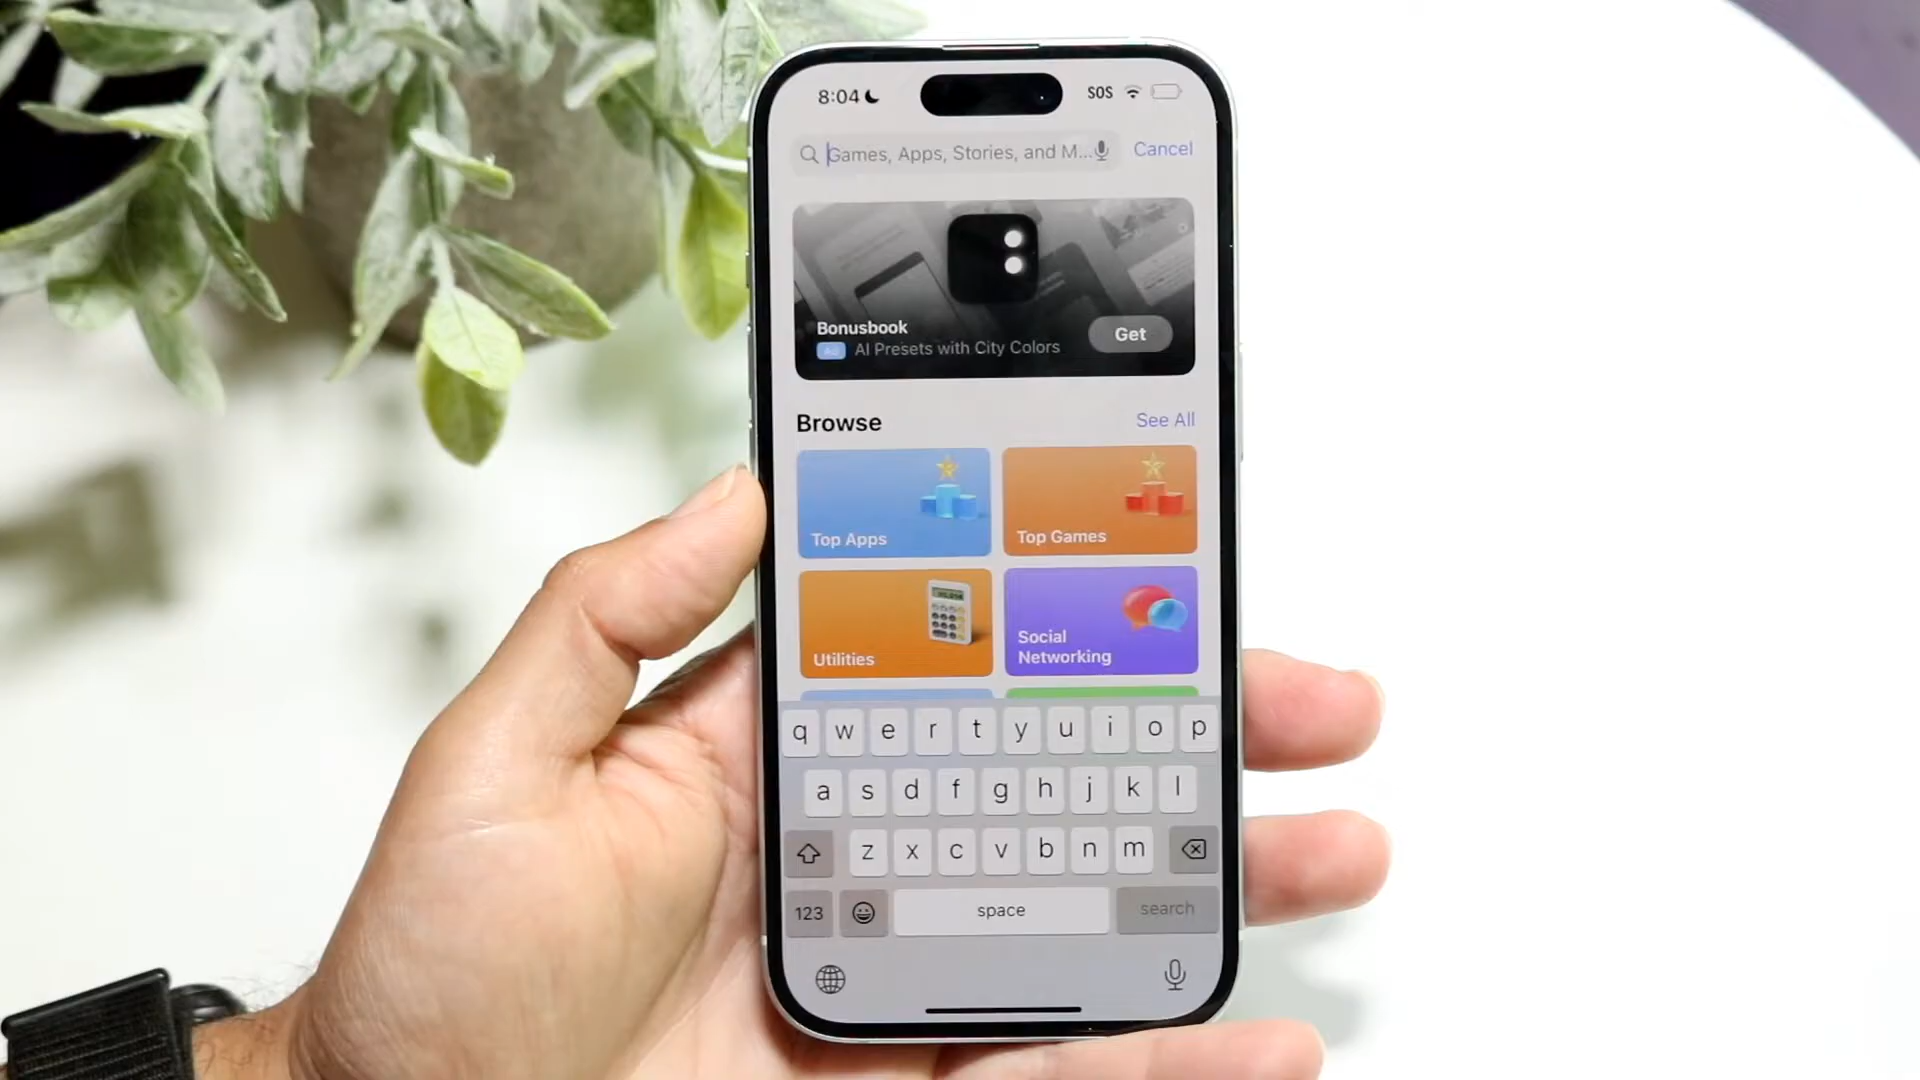 8:04
SOS
Games, Apps, Stories, and M...
Cancel
Bonusbook
Ad
AI Presets with City Colors
Get
Browse
See All
Top Apps
Top Games
Utilities
Social
Networking
q w e r t y u i o p
a s d f g h j k l
z x c v b n m
123
space
search